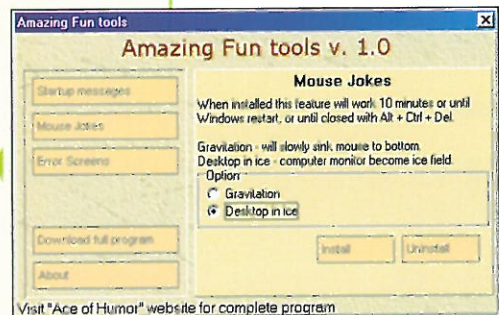 Amazing Fun tools
Amazing Fun tools v. 1.0
Startup messages
Mouse Jokes
Error Screens
Download full program
About
Mouse Jokes
When installed this feature will work 10 minutes or until
Windows restart, or until closed with Alt + Ctrl + Del.
Gravitation - will slowly sink mouse to bottom.
Desktop in ice - computer monitor become ice field.
Option
Gravitation
Desktop in ice
Install
Uninstall
Visit "Ace of Humor" website for complete program